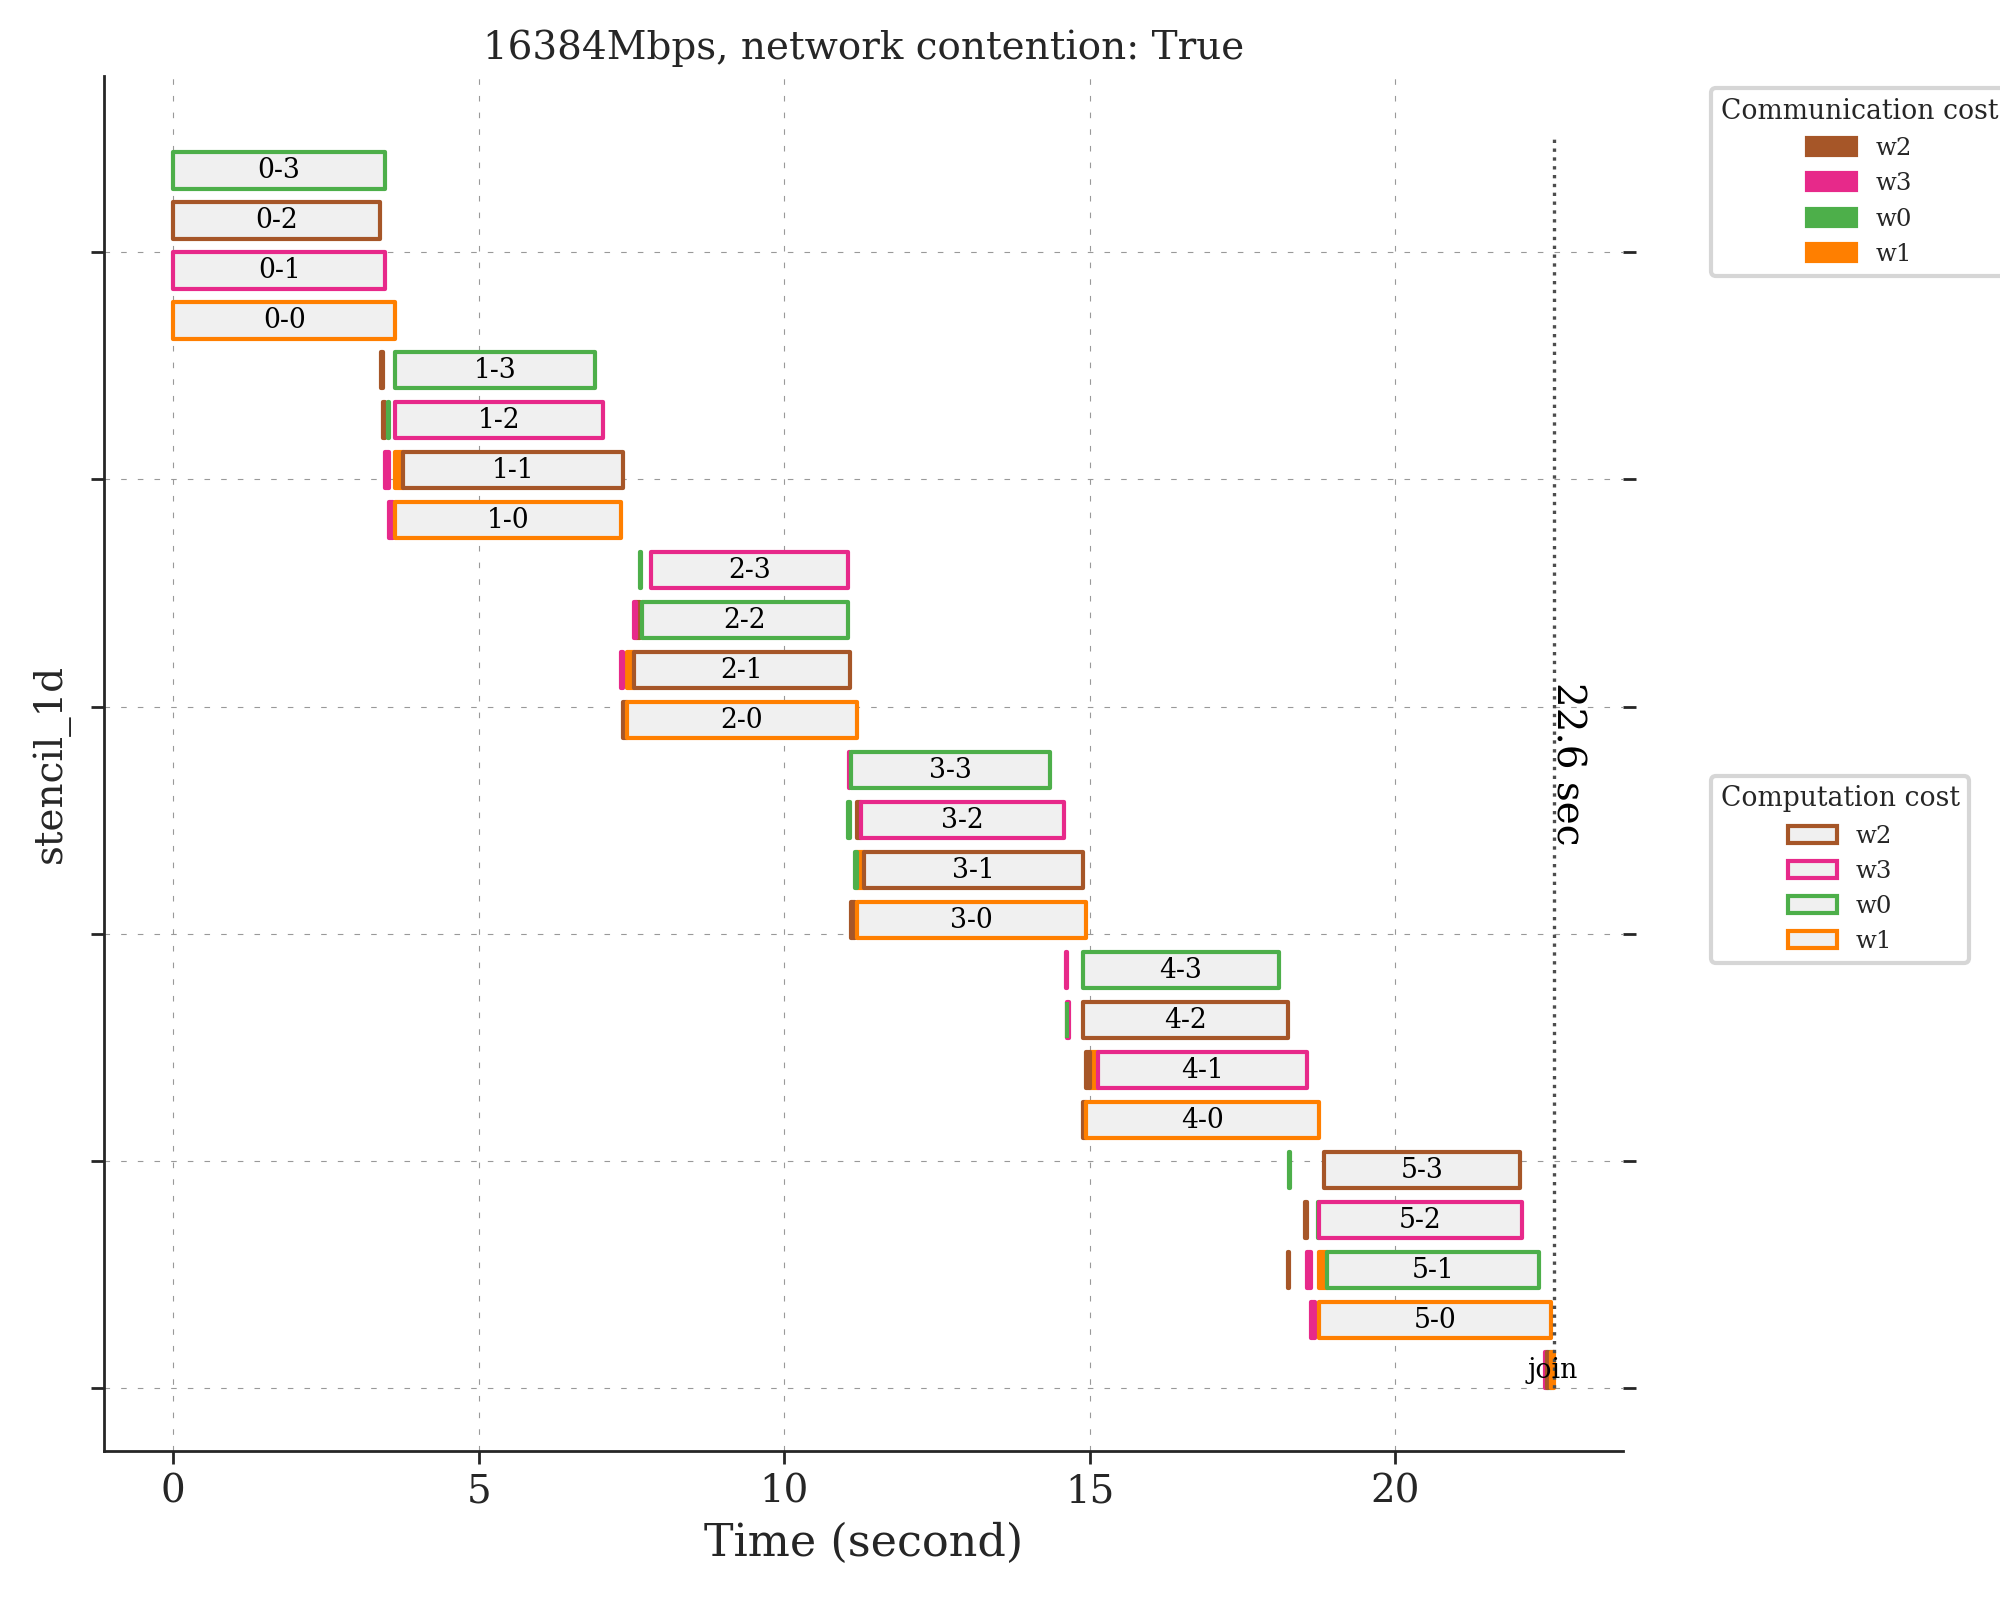 16384Mbps, network contention: True
Communication cost
w2
w3
w0
w1
0-3
0-2
0-1
0-0
1-3
1-2
1-1
1-0
2-3
2-2
2-1
2-0
3-3
3-2
3-1
3-0
4-3
4-2
4-1
4-0
5-3
5-2
5-1
5-0
join
22.6 sec
stencil_1d
Computation cost
w2
w3
w0
w1
0
5
10
15
20
Time (second)